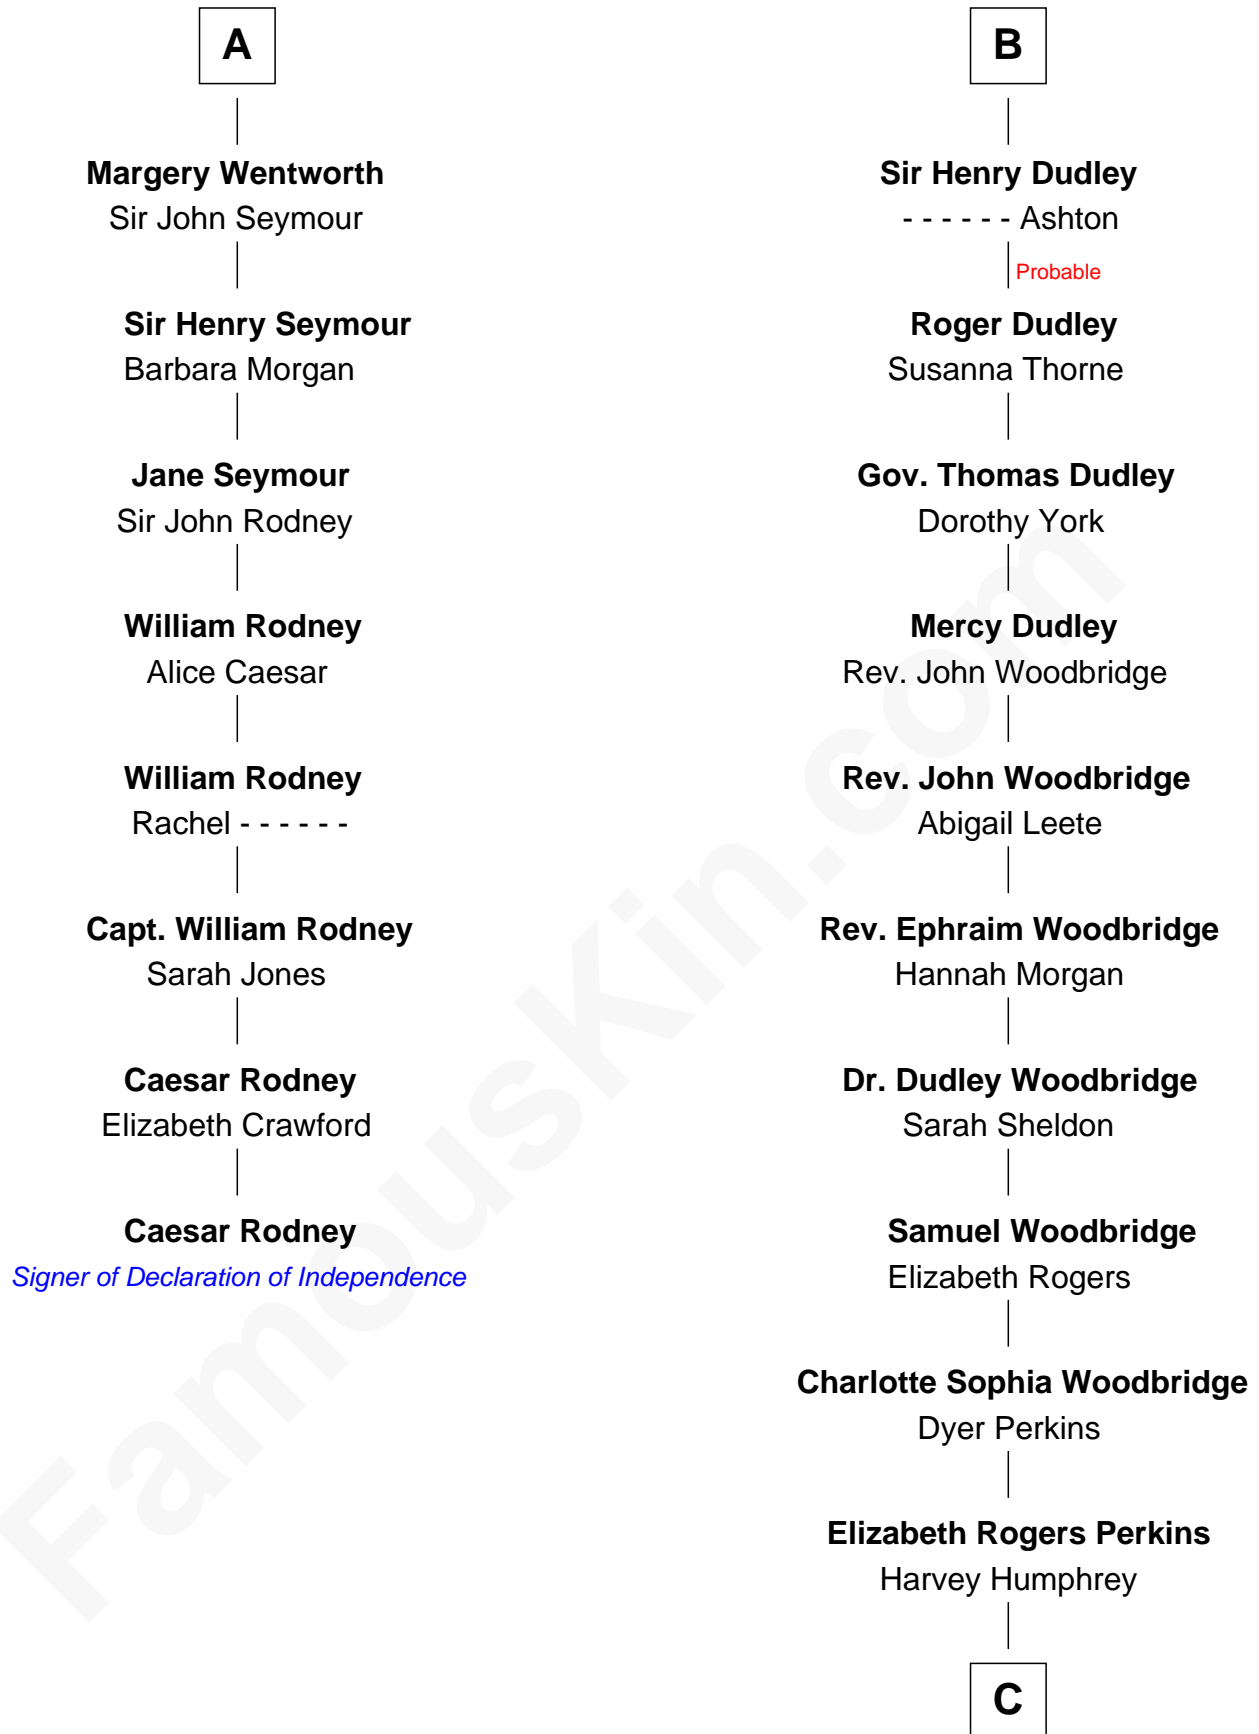 A
Margery Wentworth
Sir John Seymour
Sir Henry Seymour
Barbara Morgan
Jane Seymour
Sir John Rodney
William Rodney
Alice Caesar
William Rodney
Rachel - - - - - -
Capt. William Rodney
Sarah Jones
Caesar Rodney
Elizabeth Crawford
Caesar Rodney
Signer of Declaration of Independence
B
Sir Henry Dudley
- - - - - - Ashton
Probable
Roger Dudley
Susanna Thorne
Gov. Thomas Dudley
Dorothy York
Mercy Dudley
Rev. John Woodbridge
Rev. John Woodbridge
Abigail Leete
Rev. Ephraim Woodbridge
Hannah Morgan
Dr. Dudley Woodbridge
Sarah Sheldon
Samuel Woodbridge
Elizabeth Rogers
Charlotte Sophia Woodbridge
Dyer Perkins
Elizabeth Rogers Perkins
Harvey Humphrey
C
FamousKin.com